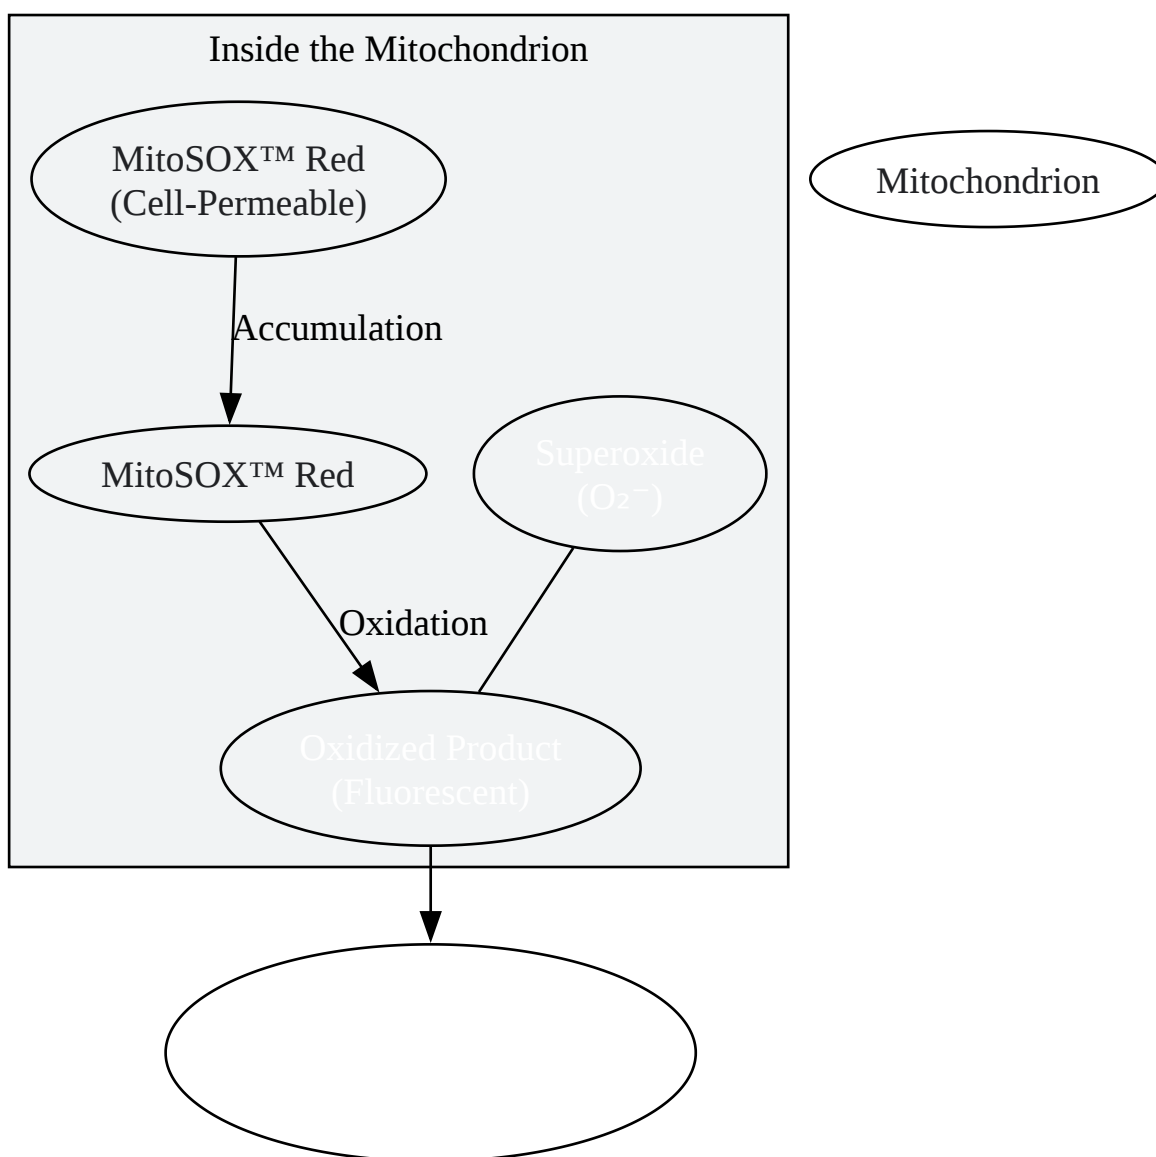 Inside the Mitochondrion
MitoSOX™ Red
(Cell-Permeable)
Mitochondrion
Accumulation
MitoSOX™ Red
Superoxide
(O₂⁻)
Oxidation
Oxidized Product
(Fluorescent)